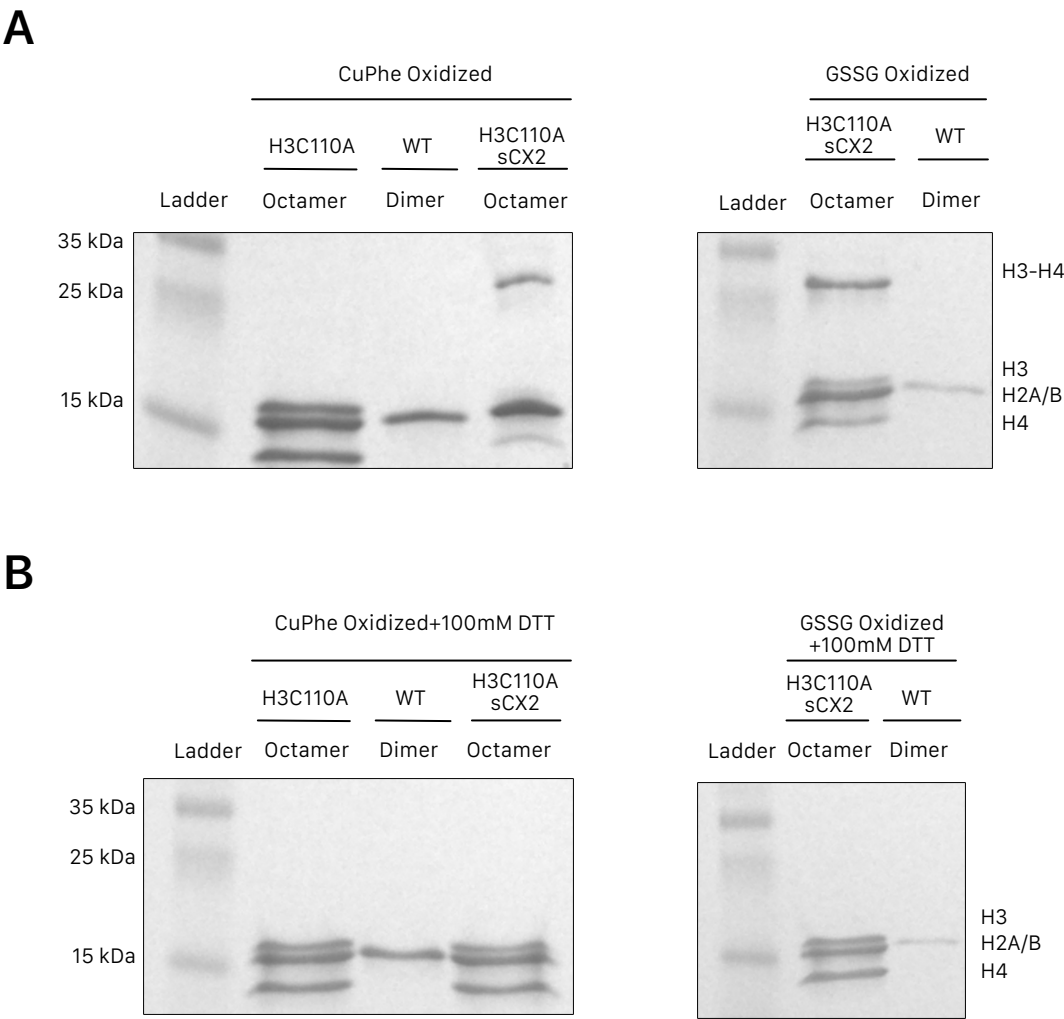 A
CuPhe Oxidized
GSSG Oxidized
H3C110A
WT
H3C110A
sCX2
H3C110A
sCX2
WT
Ladder
Octamer
Dimer
Octamer
Ladder
Octamer
Dimer
35 kDa
25 kDa
15 kDa
H3-H4
H3
H2A/B
H4
B
CuPhe Oxidized+100mM DTT
GSSG Oxidized
+100mM DTT
H3C110A
WT
H3C110A
sCX2
H3C110A
sCX2
WT
Ladder
Octamer
Dimer
Octamer
Ladder
Octamer
Dimer
35 kDa
25 kDa
15 kDa
H3
H2A/B
H4